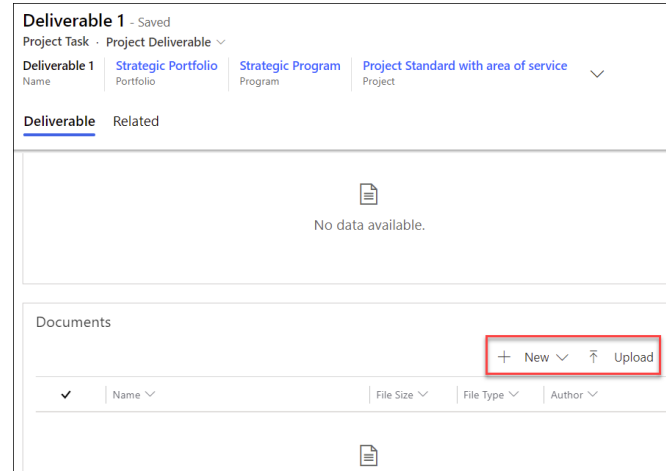 Deliverable 1 - Saved
Project Task · Project Deliverable
Deliverable 1 Strategic Portfolio Strategic Program Project Standard with area of service
Name Portfolio Program Project
Deliverable Related
No data available.
Documents
New Upload
Name File Size File Type Author